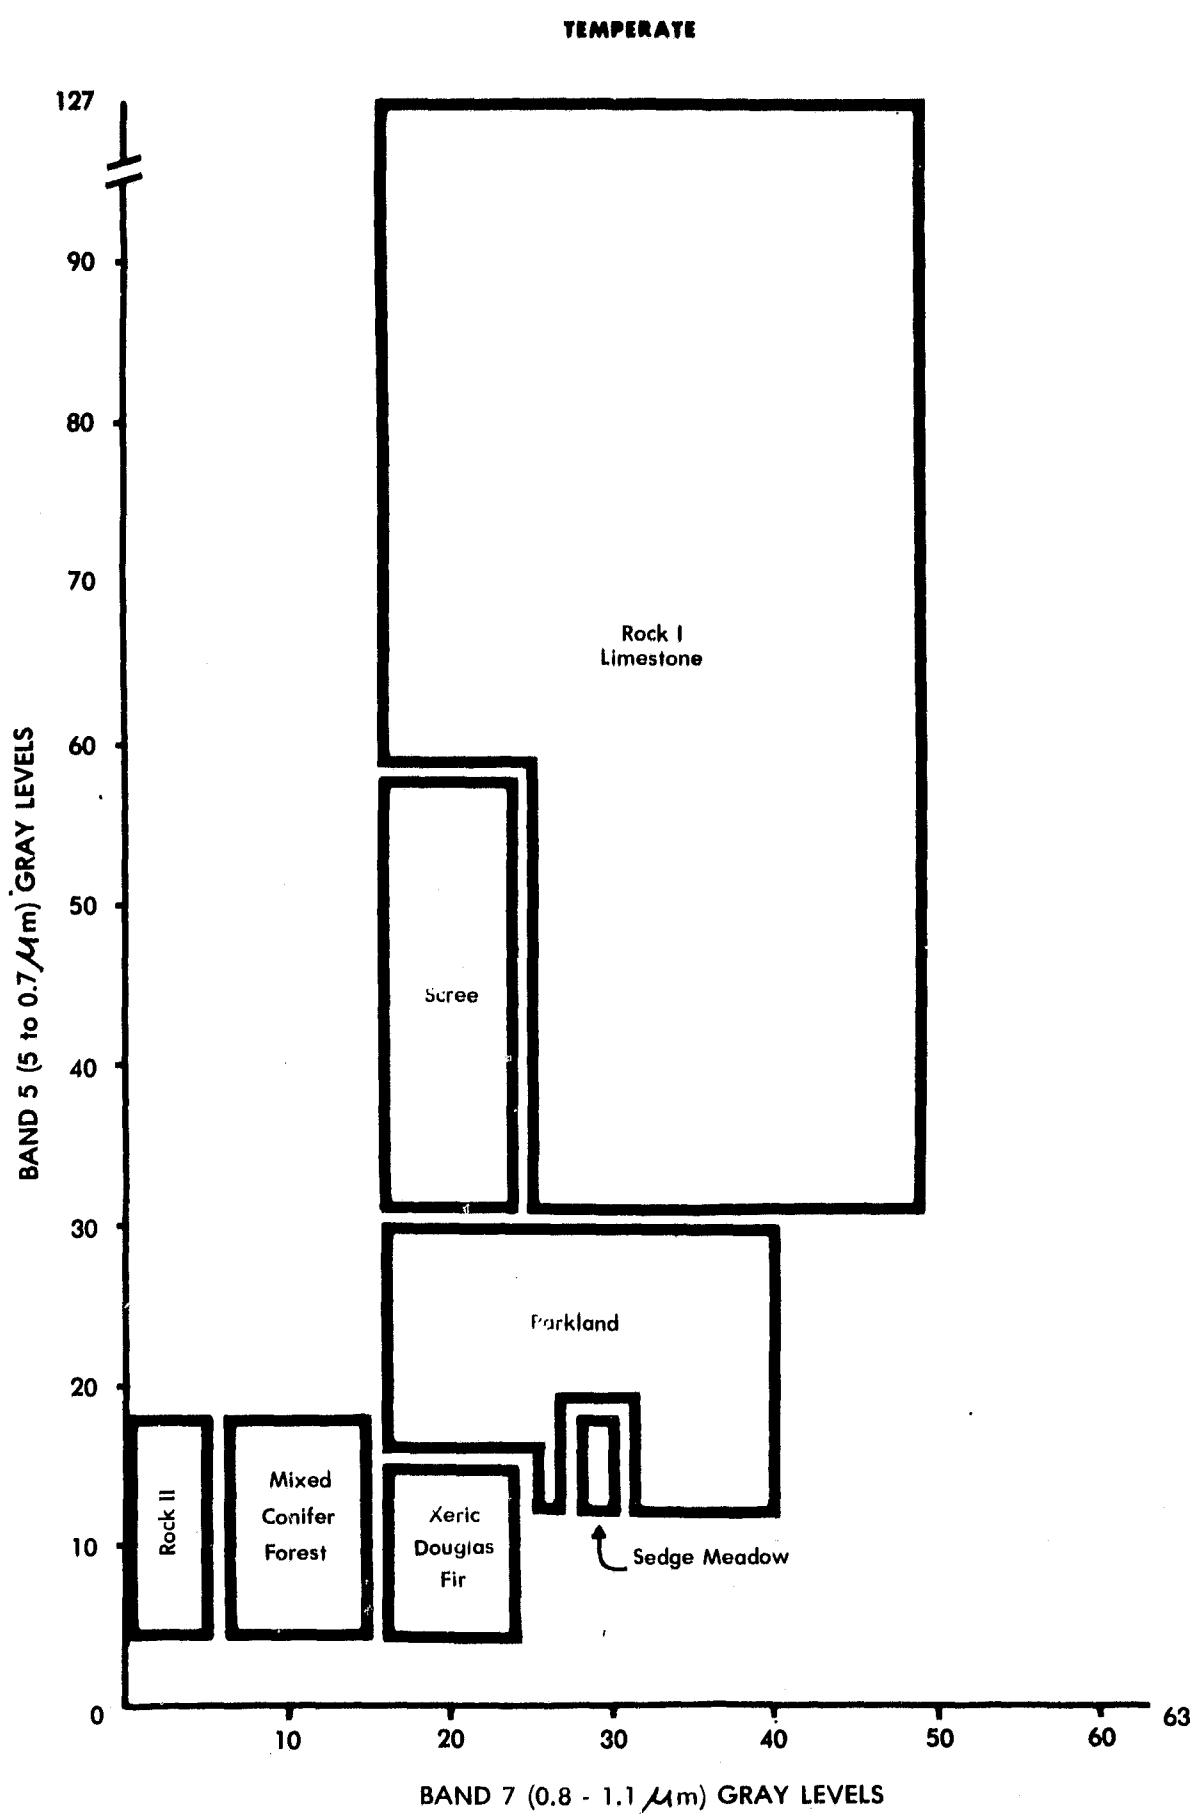 TEMPERATE
127
90
80
70
60
50
40
30
20
10
0
BAND 5 (5 to 0.7 μm) GRAY LEVELS
Rock I
Limestone
Scree
Parkland
Rock II
Mixed
Conifer
Forest
Xeric
Douglas
Fir
Sedge Meadow
10
20
30
40
50
60
63
BAND 7 (0.8 - 1.1 μm) GRAY LEVELS